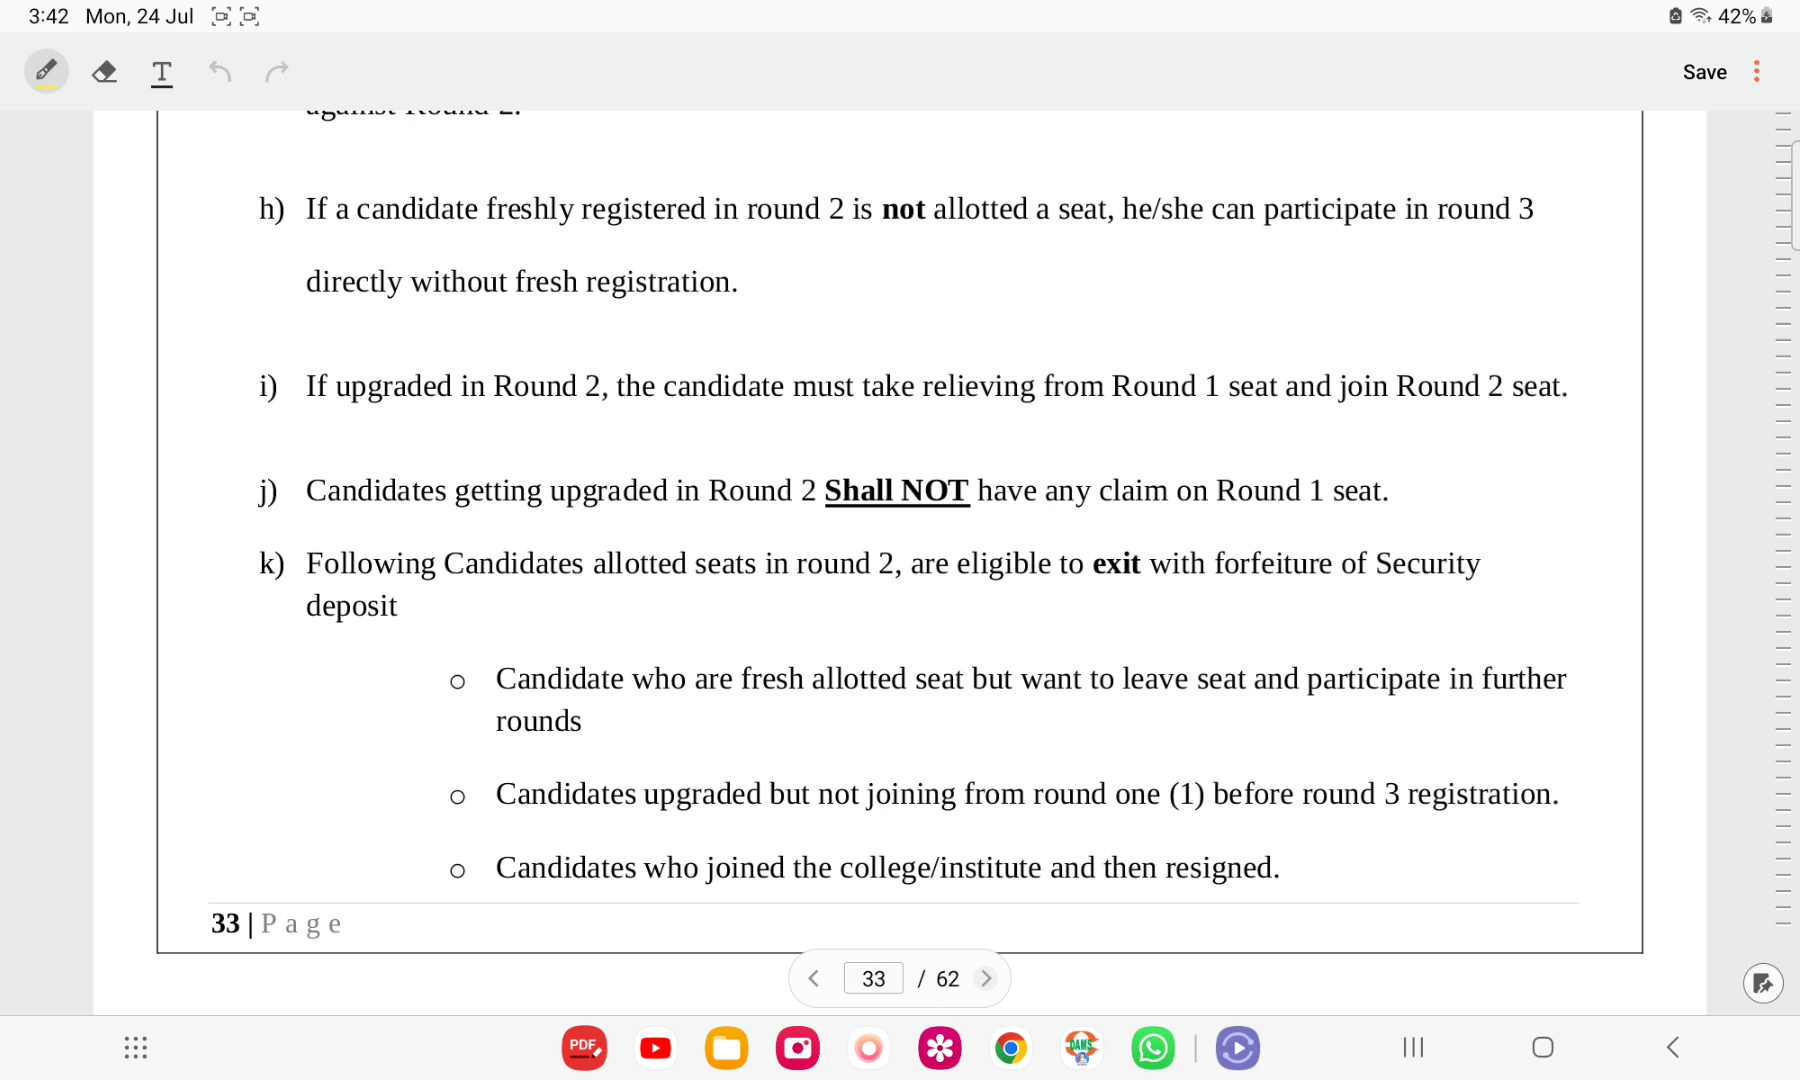 3:42 Mon, 24 Jul
42%
T
Save
against Round 2.
h) If a candidate freshly registered in round 2 is not allotted a seat, he/she can participate in round 3
directly without fresh registration.
i) If upgraded in Round 2, the candidate must take relieving from Round 1 seat and join Round 2 seat.
j) Candidates getting upgraded in Round 2 Shall NOT have any claim on Round 1 seat.
k) Following Candidates allotted seats in round 2, are eligible to exit with forfeiture of Security
deposit
o Candidate who are fresh allotted seat but want to leave seat and participate in further
rounds
o Candidates upgraded but not joining from round one (1) before round 3 registration.
o Candidates who joined the college/institute and then resigned.
33 | Page
33 / 62
PDF
DAMS